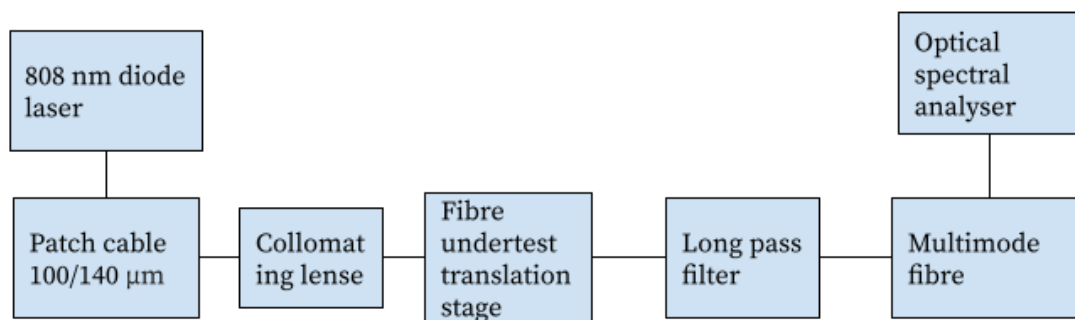 808 nm diode
laser
Patch cable
100/140 μm
Collomat
ing lense
Fibre
undertest
translation
stage
Long pass
filter
Multimode
fibre
Optical
spectral
analyser